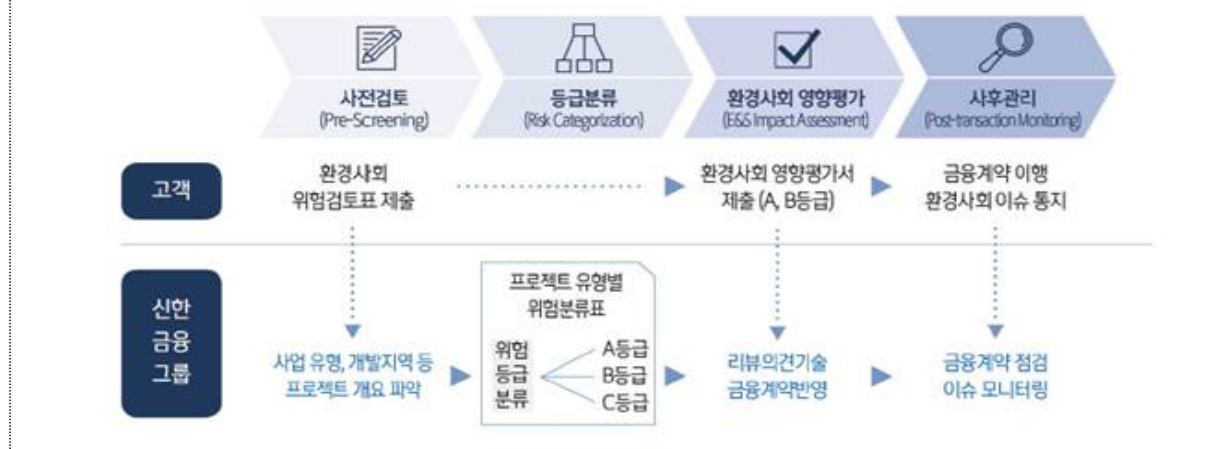 사전검토
(Pre-Screening)
등급분류
(Risk Categorization)
환경사회 영향평가
(E&S Impact Assessment)
사후관리
(Post-transaction Monitoring)
고객
환경사회
위험검토표 제출
환경사회 영향평가서
제출 (A, B등급)
금융계약 이행
환경사회 이슈 통지
신한
금융
그룹
사업 유형, 개발지역 등
프로젝트 개요 파악
프로젝트 유형별
위험분류표
위험
등급
분류
A등급
B등급
C등급
리뷰의견기술
금융계약반영
금융계약 점검
이슈 모니터링